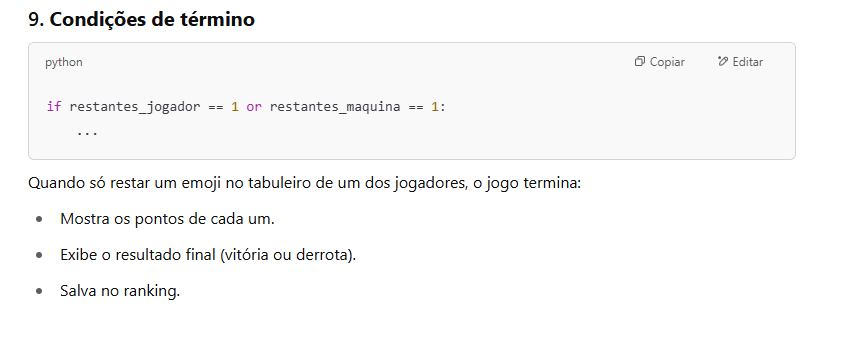 9. Condições de término
python
Copiar
Editar
if restantes_jogador == 1 or restantes_maquina == 1:
...
Quando só restar um emoji no tabuleiro de um dos jogadores, o jogo termina:
• Mostra os pontos de cada um.
• Exibe o resultado final (vitória ou derrota).
• Salva no ranking.